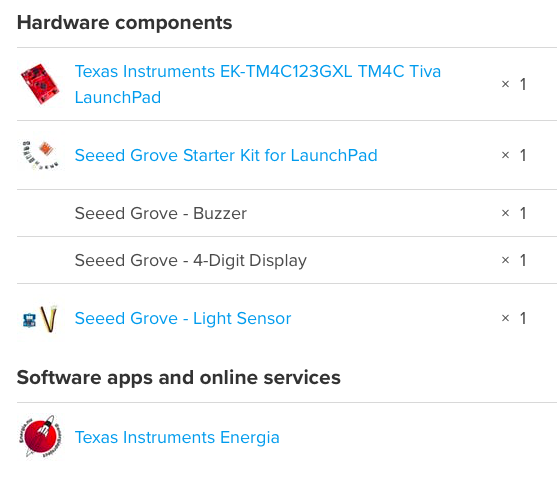 Hardware components
Texas Instruments EK-TM4C123GXL TM4C Tiva
LaunchPad
× 1
Seeed Grove Starter Kit for LaunchPad
× 1
Seeed Grove - Buzzer
× 1
Seeed Grove - 4-Digit Display
× 1
Seeed Grove - Light Sensor
× 1
Software apps and online services
Texas Instruments Energia